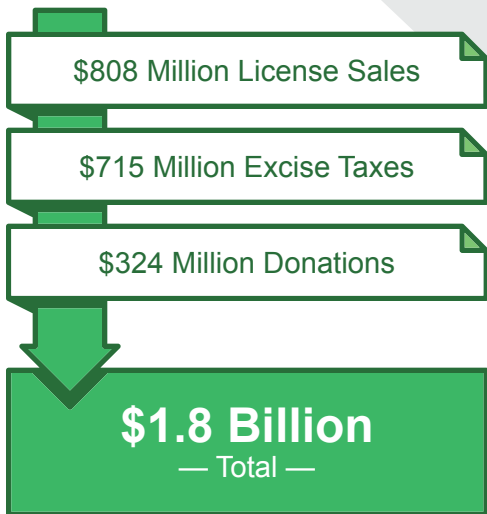 $808 Million License Sales
$715 Million Excise Taxes
$324 Million Donations
$1.8 Billion
— Total —